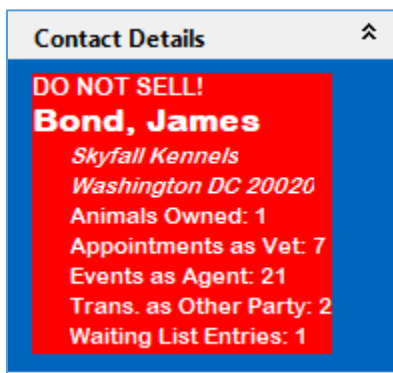 Contact Details
DO NOT SELL!
Bond, James
Skyfall Kennels
Washington DC 20020
Animals Owned: 1
Appointments as Vet: 7
Events as Agent: 21
Trans. as Other Party: 2
Waiting List Entries: 1